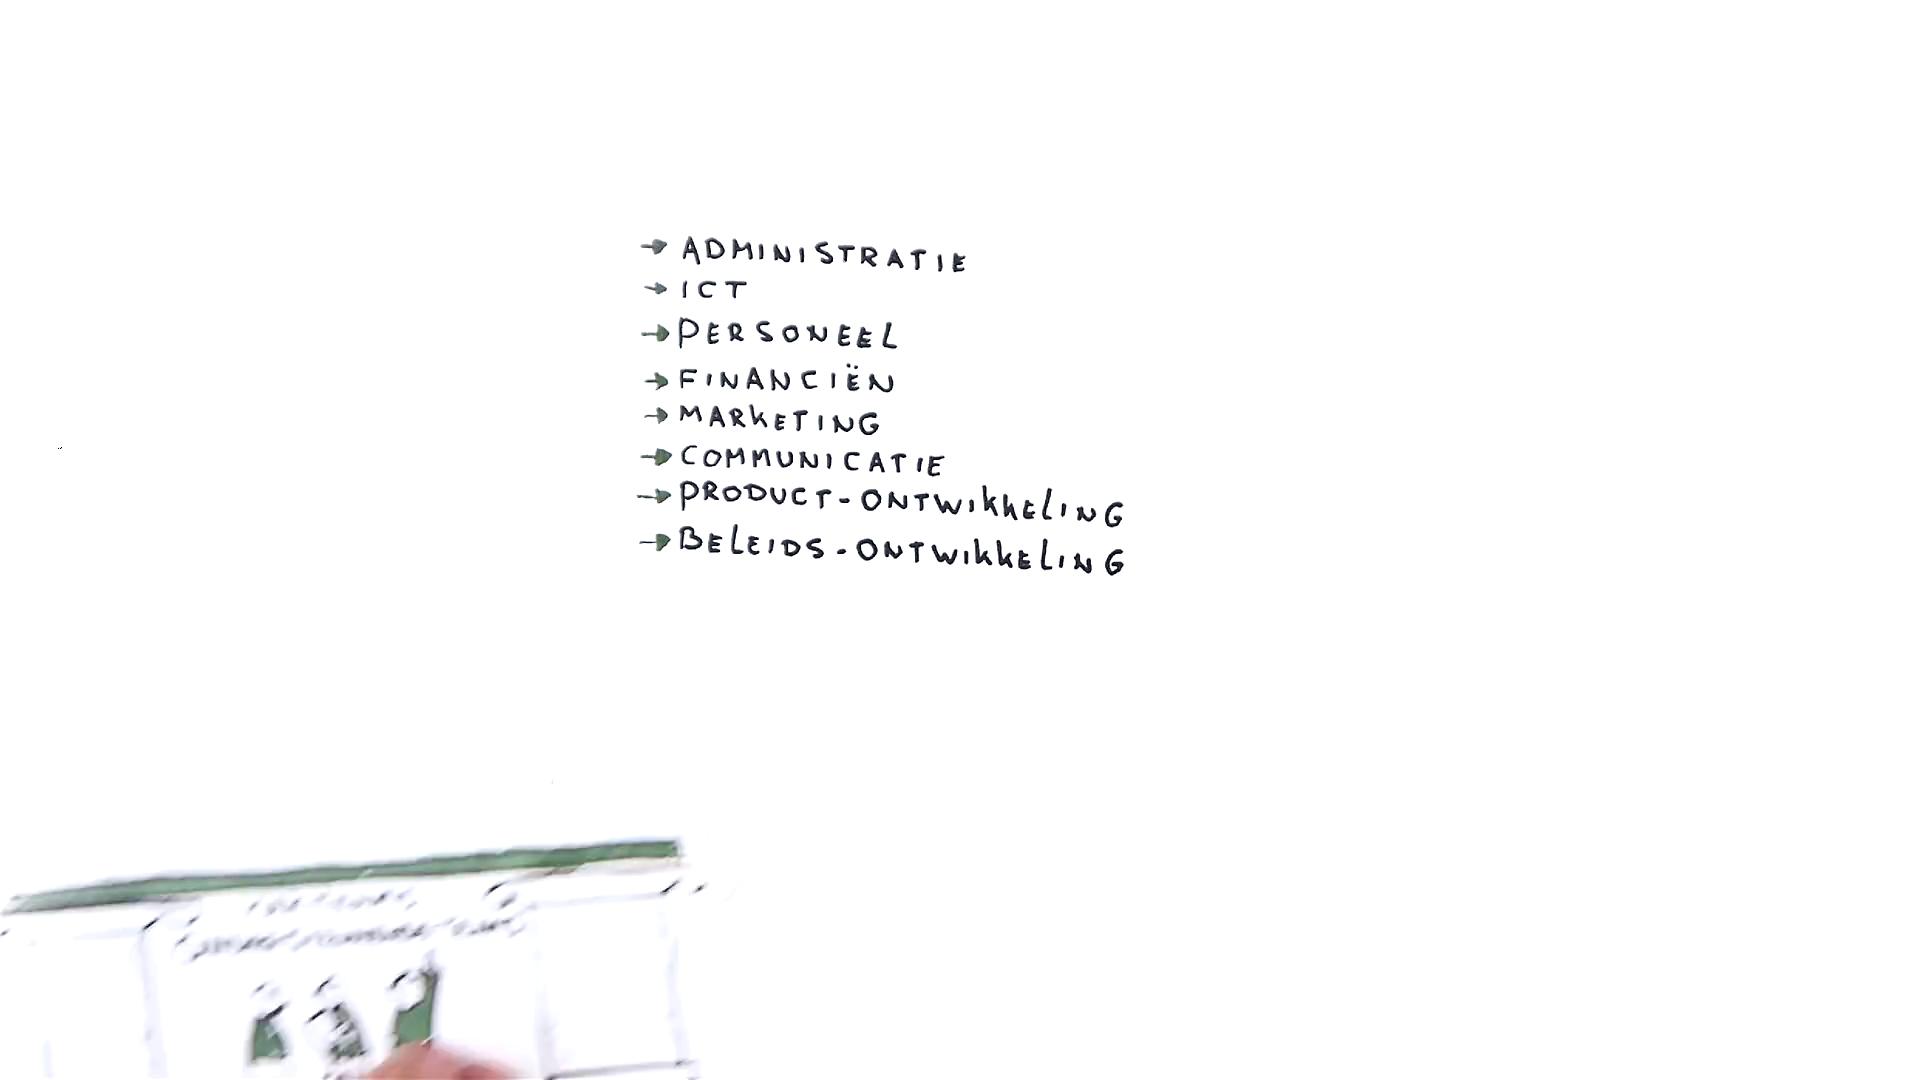 → ADMINISTRATIE
→ ICT
→ PERSONEEL
→ FINANCIËN
→ MARKETING
→ COMMUNICATIE
→ PRODUCT-ONTWIKKELING
→ BELEIDS-ONTWIKKELING